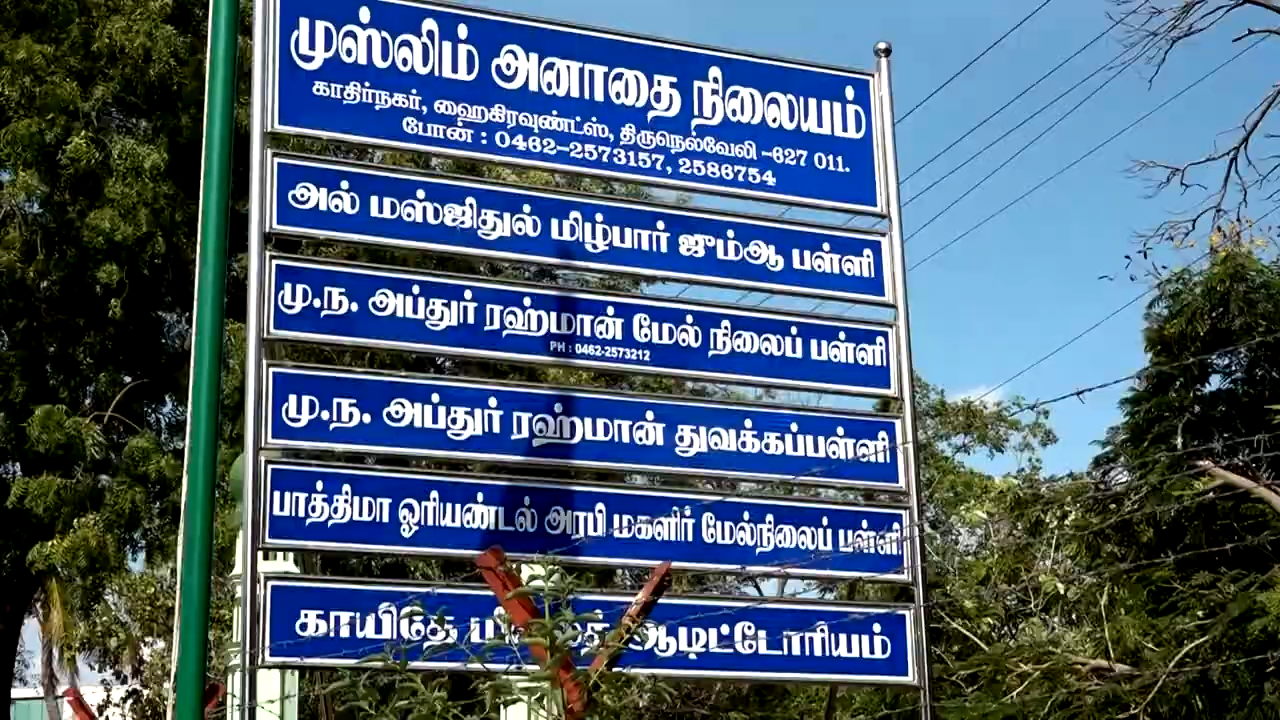 முஸ்லிம் அனாதை நிலையம்
காதிர்நகர், ஹைகிரவுண்ட்ஸ், திருநெல்வேலி -627 011.
போன் : 0462-2573157, 2586754
அல் மஸ்ஜிதுல் மிழ்பார் ஜும்ஆ பள்ளி
மு.ந. அப்துர் ரஹ்மான் மேல் நிலைப் பள்ளி
PH : 0462-2573212
மு.ந. அப்துர் ரஹ்மான் துவக்கப்பள்ளி
பாத்திமா ஓரியண்டல் அரபி மகளிர் மேல்நிலைப் பள்ளி
காயிதே ஆடிட்டோரியம்